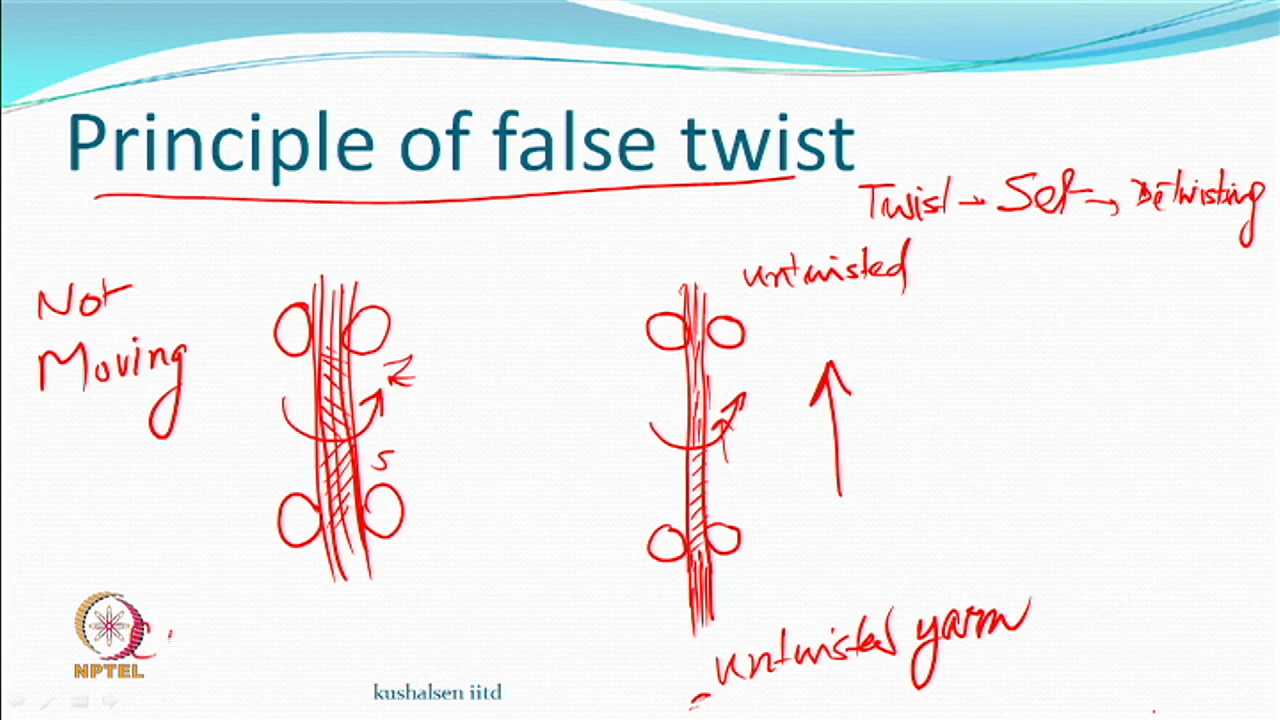 Principle of false twist
Twist → Set → Detwisting
untwisted
Not
Moving
Z
S
untwisted yarn
NPTEL
kushalsen iitd